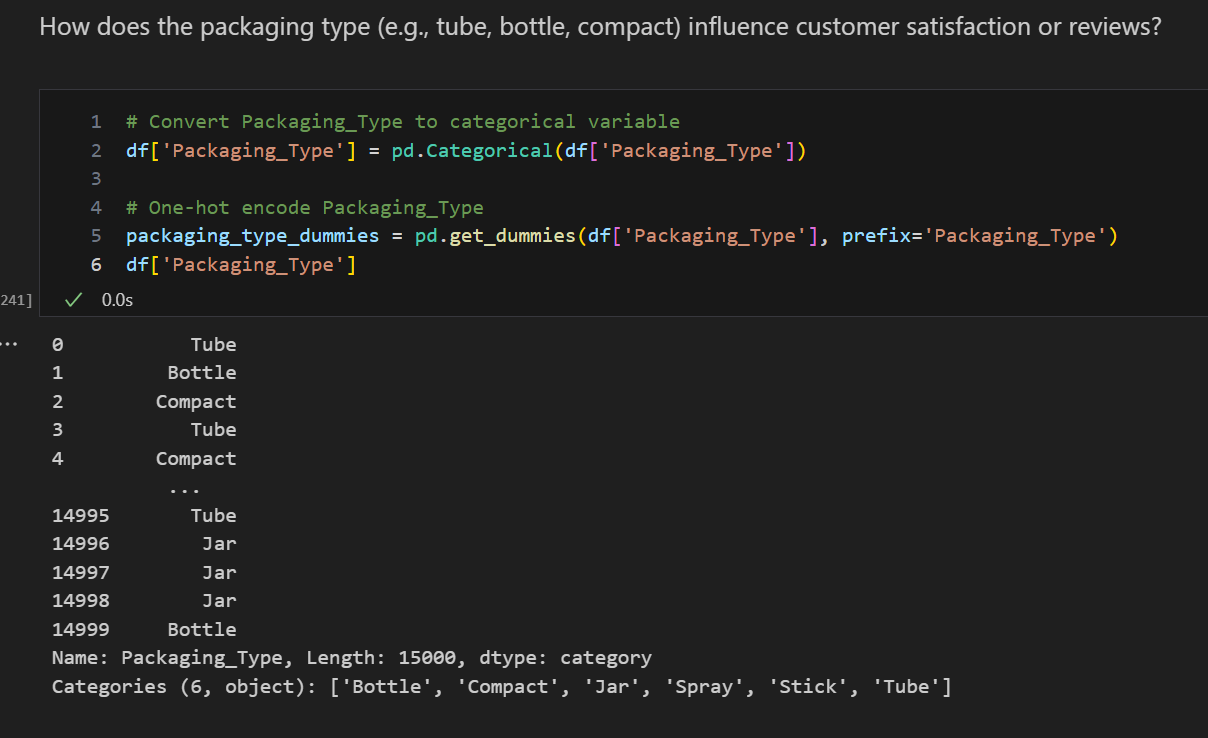 How does the packaging type (e.g., tube, bottle, compact) influence customer satisfaction or reviews?
1 # Convert Packaging_Type to categorical variable
2 df['Packaging_Type'] = pd.Categorical(df['Packaging_Type'])
3
4 # One-hot encode Packaging_Type
5 packaging_type_dummies = pd.get_dummies(df['Packaging_Type'], prefix='Packaging_Type')
6 df['Packaging_Type']
241] ✓ 0.0s
... 0 Tube
1 Bottle
2 Compact
3 Tube
4 Compact
...
14995 Tube
14996 Jar
14997 Jar
14998 Jar
14999 Bottle
Name: Packaging_Type, Length: 15000, dtype: category
Categories (6, object): ['Bottle', 'Compact', 'Jar', 'Spray', 'Stick', 'Tube']